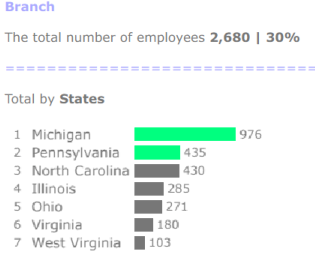 Branch
The total number of employees 2,680 | 30%
==============================
Total by States
1 Michigan 976
2 Pennsylvania 435
3 North Carolina 430
4 Illinois 285
5 Ohio 271
6 Virginia 180
7 West Virginia 103